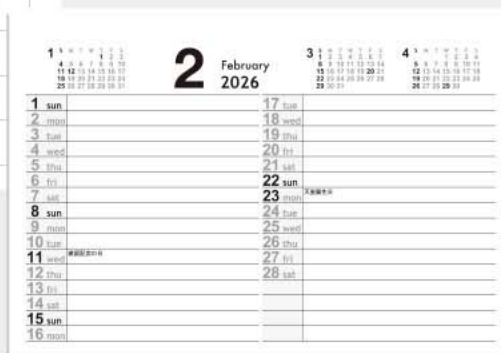 1
2
February
2026
3
4
1 sun
2 mon
3 tue
4 wed
5 thu
6 fri
7 sat
8 sun
9 mon
10 tue
11 wed 建国記念の日
12 thu
13 fri
14 sat
15 sun
16 mon
17 tue
18 wed
19 thu
20 fri
21 sat
22 sun
23 mon 天皇誕生日
24 tue
25 wed
26 thu
27 fri
28 sat